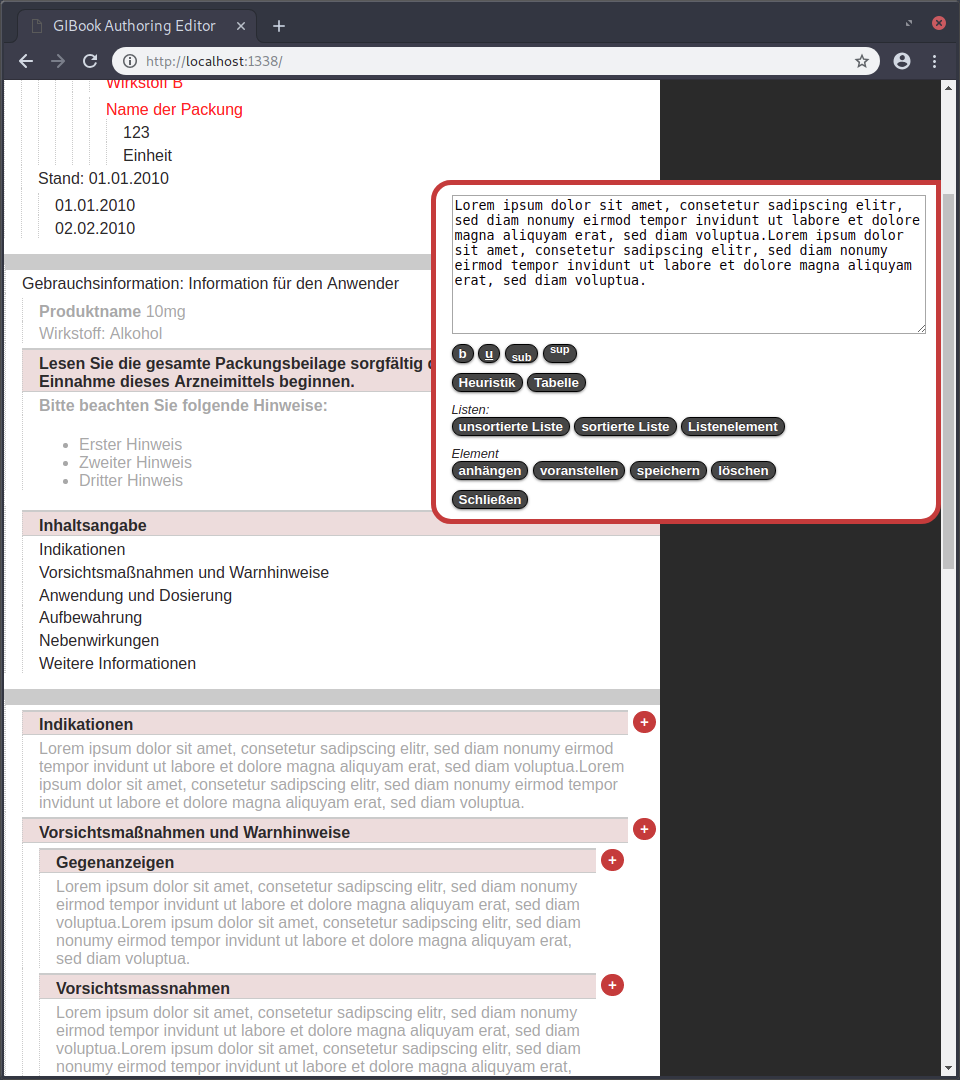 GIBook Authoring Editor
http://localhost:1338/
Wirkstoff B
Name der Packung
123
Einheit
Stand: 01.01.2010
01.01.2010
02.02.2010
Gebrauchsinformation: Information für den Anwender
Produktname 10mg
Wirkstoff: Alkohol
Lesen Sie die gesamte Packungsbeilage sorgfältig
Einnahme dieses Arzneimittels beginnen.
Bitte beachten Sie folgende Hinweise:
• Erster Hinweis
• Zweiter Hinweis
• Dritter Hinweis
Inhaltsangabe
Indikationen
Vorsichtsmaßnahmen und Warnhinweise
Anwendung und Dosierung
Aufbewahrung
Nebenwirkungen
Weitere Informationen
Indikationen
+
Lorem ipsum dolor sit amet, consetetur sadipscing elitr, sed diam nonumy eirmod
tempor invidunt ut labore et dolore magna aliquyam erat, sed diam voluptua.Lorem
ipsum dolor sit amet, consetetur sadipscing elitr, sed diam nonumy eirmod tempor
invidunt ut labore et dolore magna aliquyam erat, sed diam voluptua.
Vorsichtsmaßnahmen und Warnhinweise
+
Gegenanzeigen
+
Lorem ipsum dolor sit amet, consetetur sadipscing elitr, sed diam nonumy
eirmod tempor invidunt ut labore et dolore magna aliquyam erat, sed diam
voluptua.Lorem ipsum dolor sit amet, consetetur sadipscing elitr, sed diam
nonumy eirmod tempor invidunt ut labore et dolore magna aliquyam erat,
sed diam voluptua.
Vorsichtsmassnahmen
+
Lorem ipsum dolor sit amet, consetetur sadipscing elitr, sed diam nonumy
eirmod tempor invidunt ut labore et dolore magna aliquyam erat, sed diam
voluptua.Lorem ipsum dolor sit amet, consetetur sadipscing elitr, sed diam
nonumy eirmod tempor invidunt ut labore et dolore magna aliquyam erat,
Lorem ipsum dolor sit amet, consetetur sadipscing elitr,
sed diam nonumy eirmod tempor invidunt ut labore et dolore
magna aliquyam erat, sed diam voluptua.Lorem ipsum dolor
sit amet, consetetur sadipscing elitr, sed diam nonumy
eirmod tempor invidunt ut labore et dolore magna aliquyam
erat, sed diam voluptua.
b u sub sup
Heuristik Tabelle
Listen:
unsortierte Liste sortierte Liste Listenelement
Element
anhängen voranstellen speichern löschen
Schließen